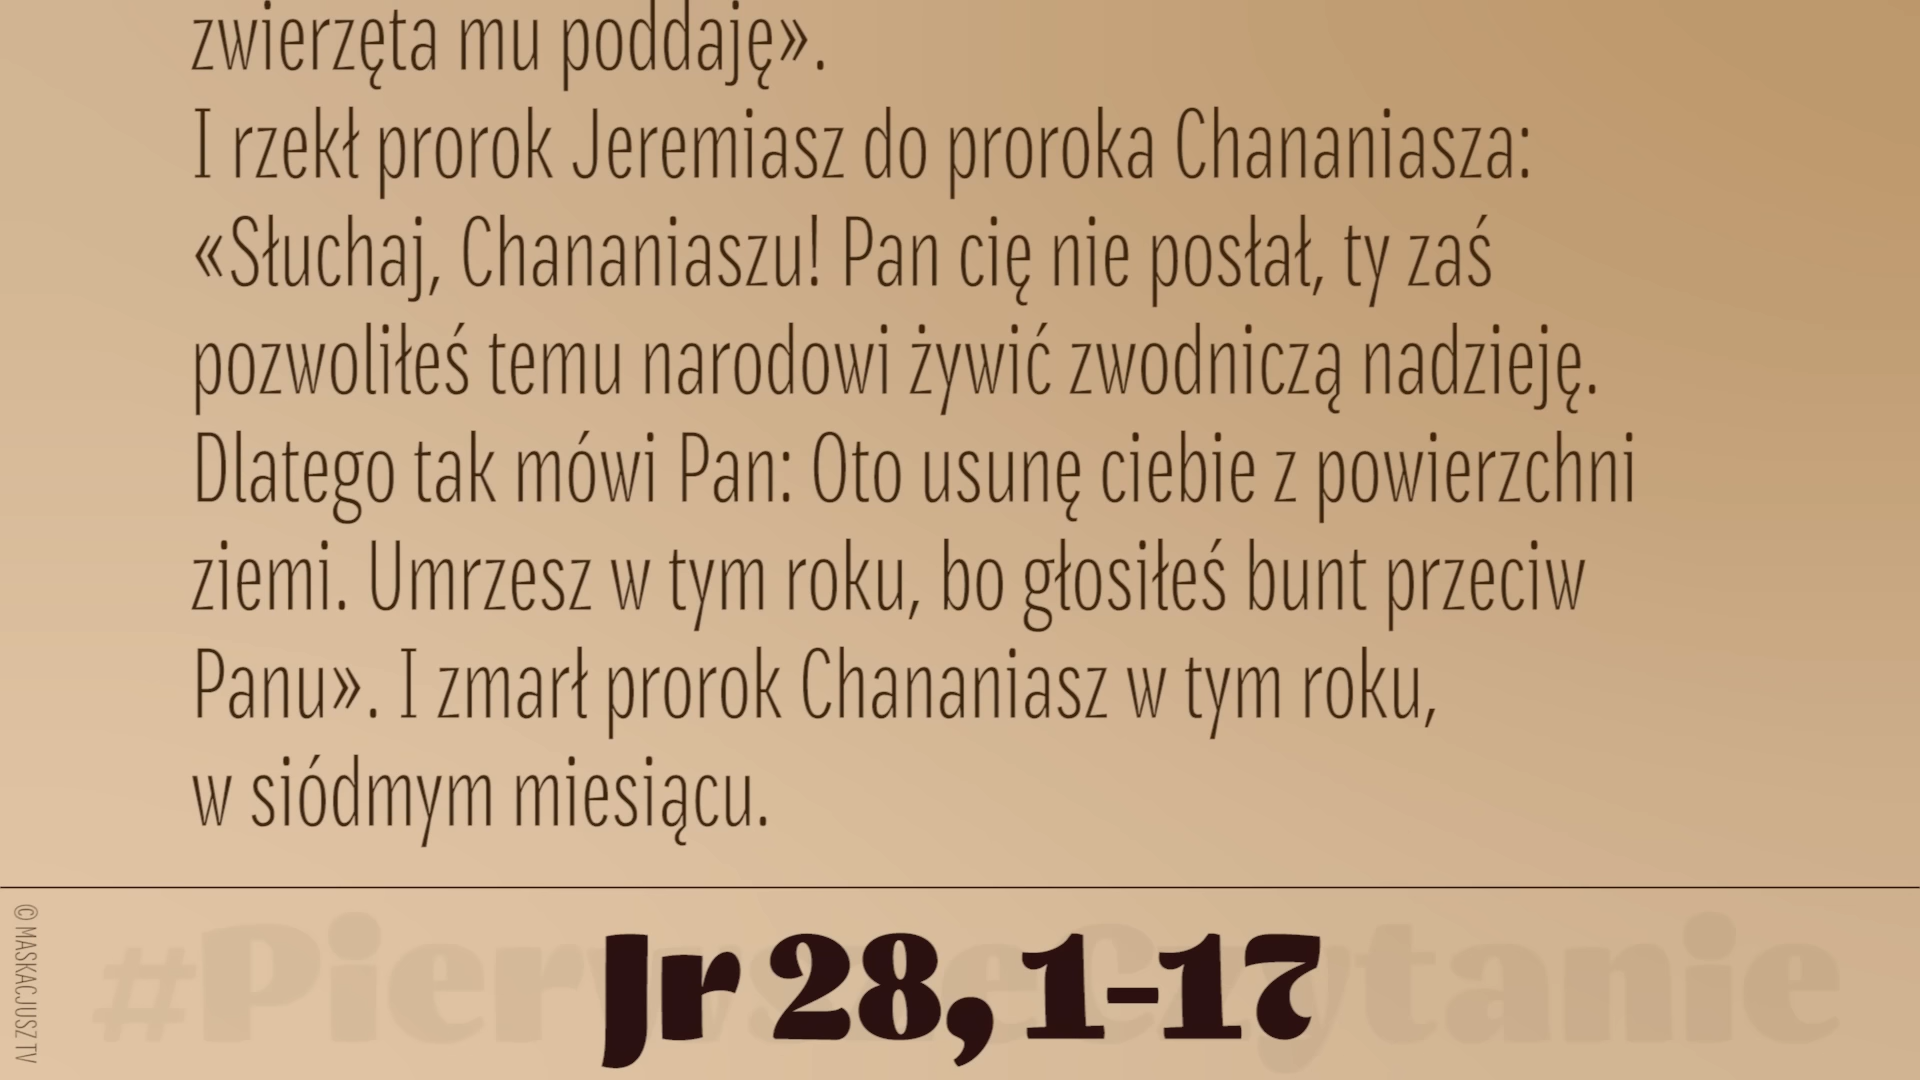 zwierzęta mu poddaję».
I rzekł prorok Jeremiasz do proroka Chananiasza:
«Słuchaj, Chananiaszu! Pan cię nie posłał, ty zaś
pozwoliłeś temu narodowi żywić zwodniczą nadzieję.
Dlatego tak mówi Pan: Oto usunę ciebie z powierzchni
ziemi. Umrzesz w tym roku, bo głosiłeś bunt przeciw
Panu». I zmarł prorok Chananiasz w tym roku,
w siódmym miesiącu.
© MASKACJUSZ TV
#PierwszeCzytanie
Jr 28, 1-17